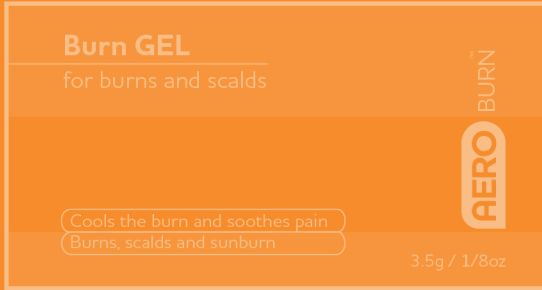 Burn GEL
for burns and scalds
AERO BURN™
Cools the burn and soothes pain
Burns, scalds and sunburn
3.5g / 1/8oz